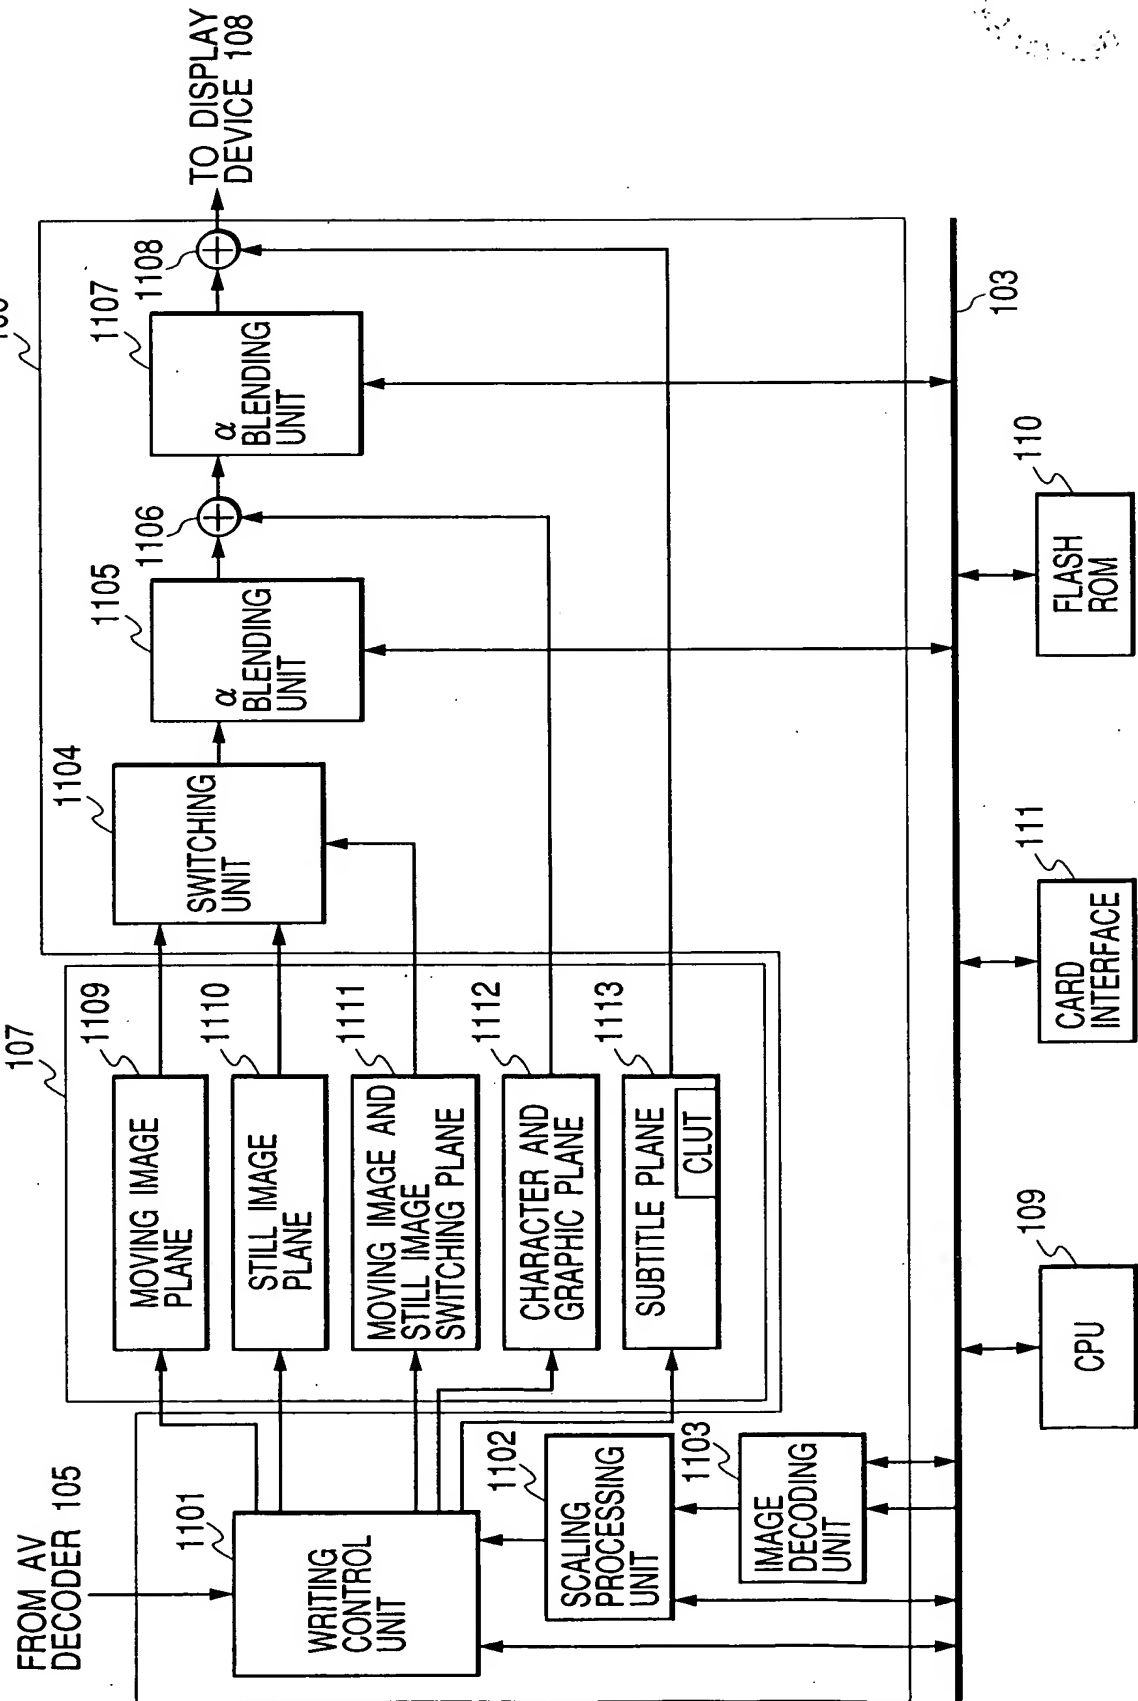 FROM AV
DECODER 105
1101
WRITING
CONTROL
UNIT
1102
SCALING
PROCESSING
UNIT
1103
IMAGE
DECODING
UNIT
107
1109
MOVING IMAGE
PLANE
1110
STILL IMAGE
PLANE
1111
MOVING IMAGE AND
STILL IMAGE
SWITCHING PLANE
1112
CHARACTER AND
GRAPHIC PLANE
1113
SUBTITLE PLANE
CLUT
1104
SWITCHING
UNIT
1105
α
BLENDING
UNIT
1106
1107
α
BLENDING
UNIT
1108
TO DISPLAY
DEVICE 108
103
109
CPU
111
CARD
INTERFACE
110
FLASH
ROM